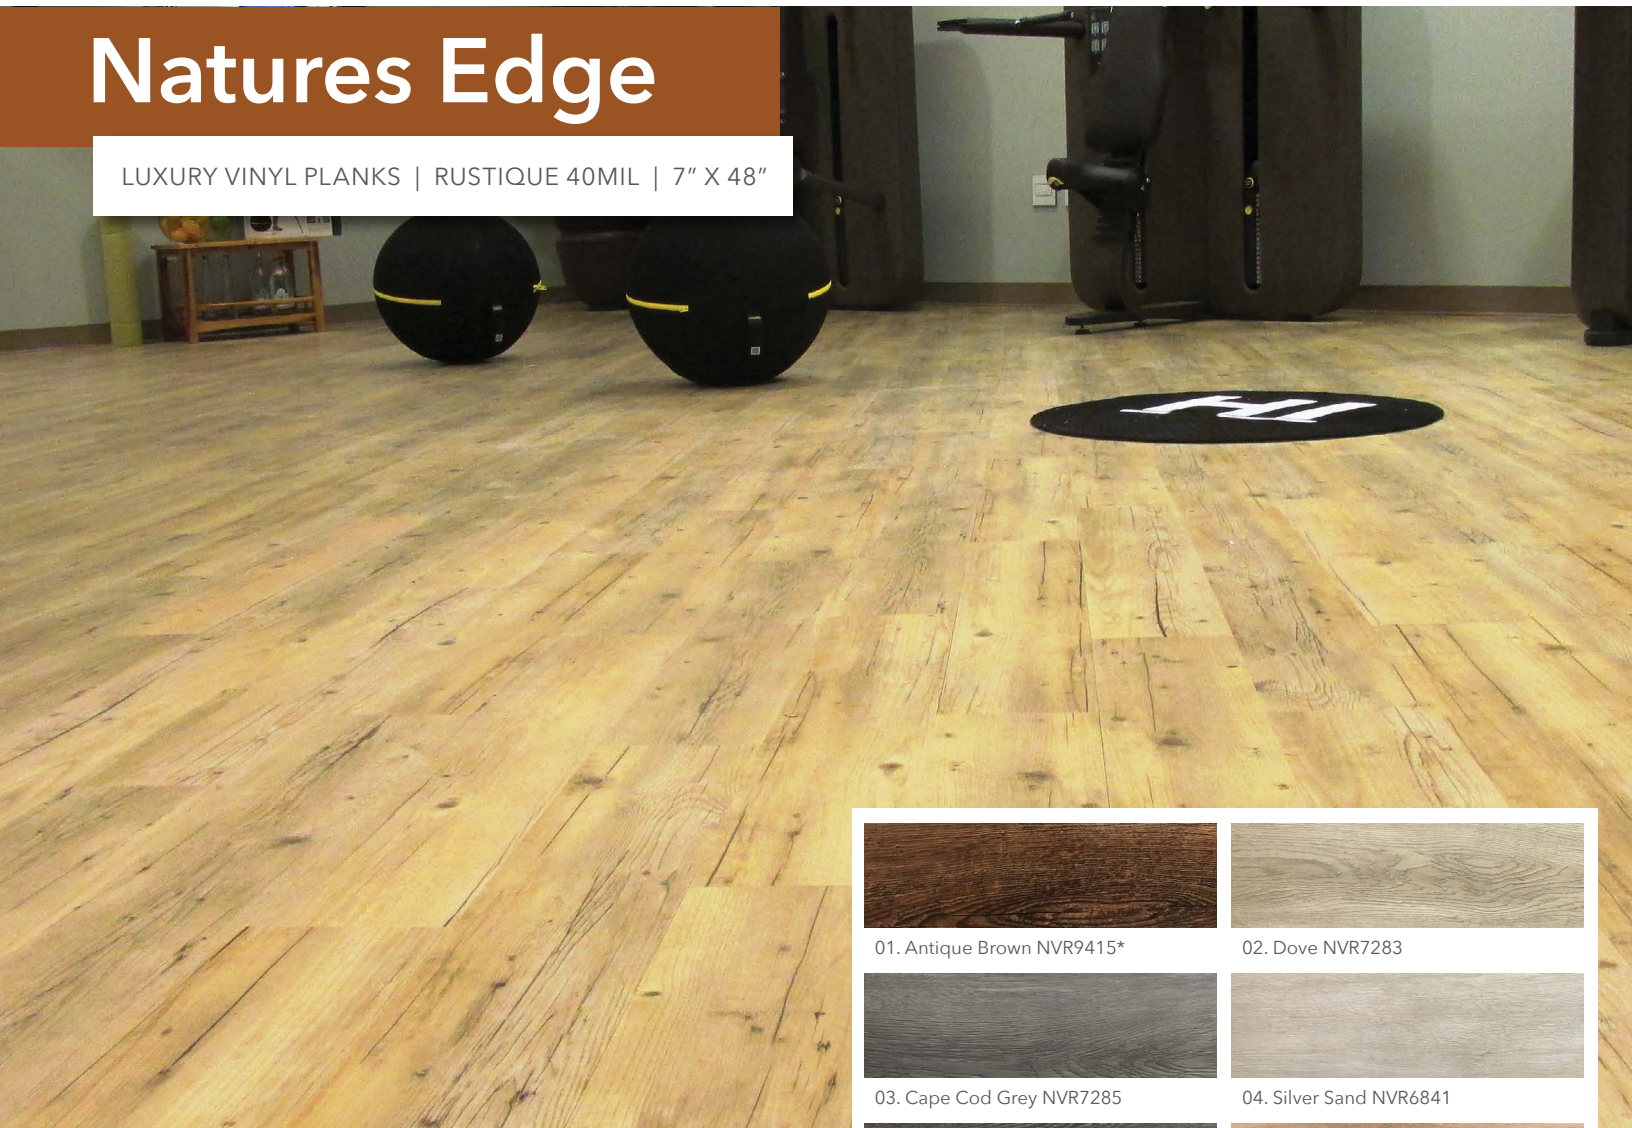 Natures Edge
LUXURY VINYL PLANKS | RUSTIQUE 40MIL | 7” X 48”
HI
01. Antique Brown NVR9415*
02. Dove NVR7283
03. Cape Cod Grey NVR7285
04. Silver Sand NVR6841